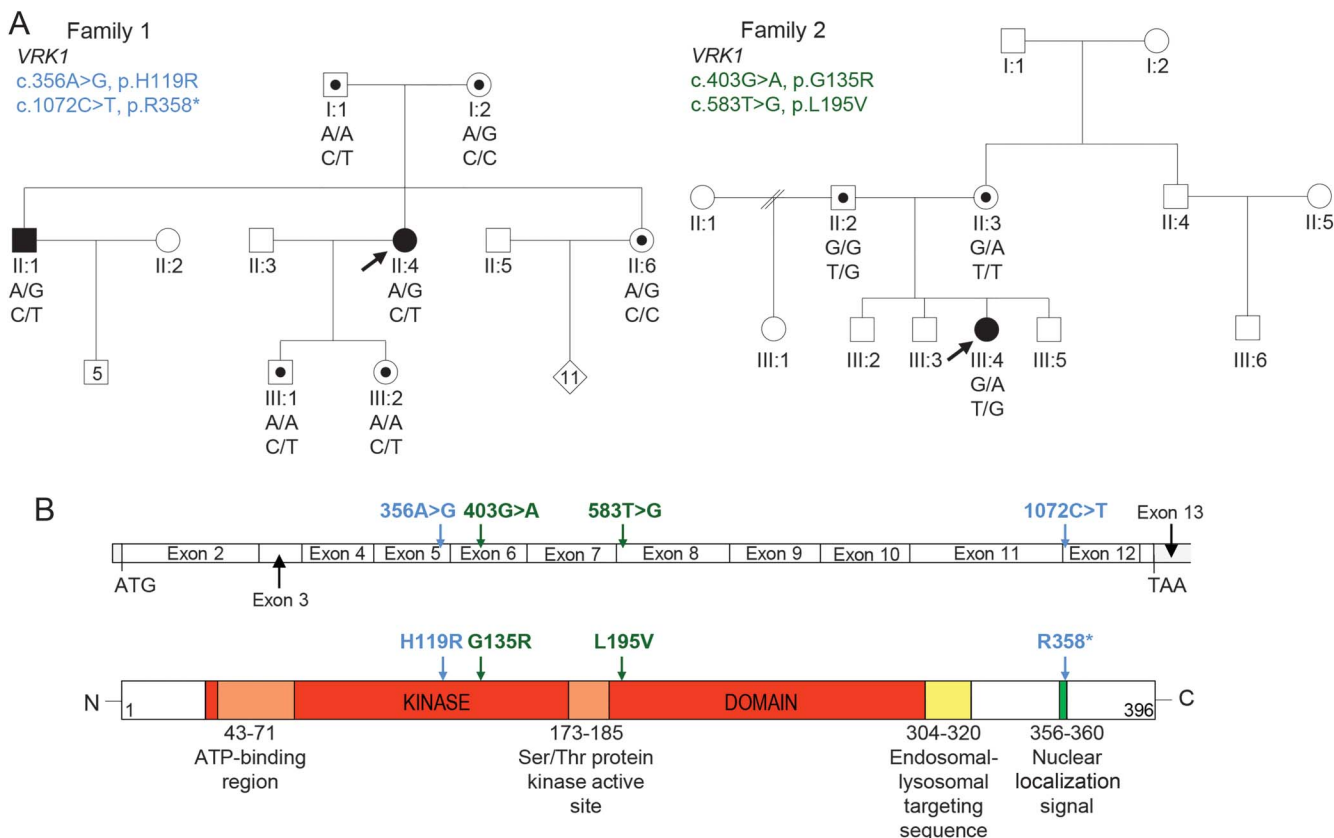 A
Family 1
VRK1
c.356A>G, p.H119R
c.1072C>T, p.R358*
I:1
A/A
C/T
I:2
A/G
C/C
II:1
A/G
C/T
II:2
II:3
II:4
A/G
C/T
II:5
II:6
A/G
C/C
5
III:1
A/A
C/T
III:2
A/A
C/T
11
Family 2
VRK1
c.403G>A, p.G135R
c.583T>G, p.L195V
I:1
I:2
II:1
II:2
G/G
T/G
II:3
G/A
T/T
II:4
II:5
III:1
III:2
III:3
III:4
G/A
T/G
III:5
III:6
B
356A>G 403G>A 583T>G 1072C>T Exon 13
Exon 2 Exon 4 Exon 5 Exon 6 Exon 7 Exon 8 Exon 9 Exon 10 Exon 11 Exon 12
ATG TAA
Exon 3
H119R G135R L195V R358*
N 1 KINASE DOMAIN 396 C
43-71
ATP-binding
region
173-185
Ser/Thr protein
kinase active
site
304-320
Endosomal-
lysosomal
targeting
sequence
356-360
Nuclear
localization
signal